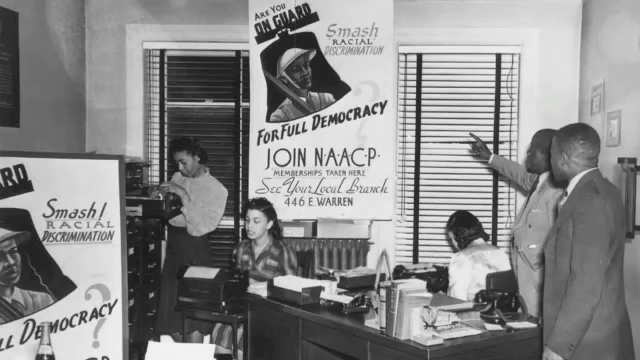 ARE YOU
ON GUARD
Smash
RACIAL
DISCRIMINATION
?
FOR FULL DEMOCRACY
JOIN N·A·A·C·P·
MEMBERSHIPS TAKEN HERE
See Your Local Branch
446 E. WARREN
ARD
Smash!
RACIAL
DISCRIMINATION
?
LL DEMOCRACY
A·C·P